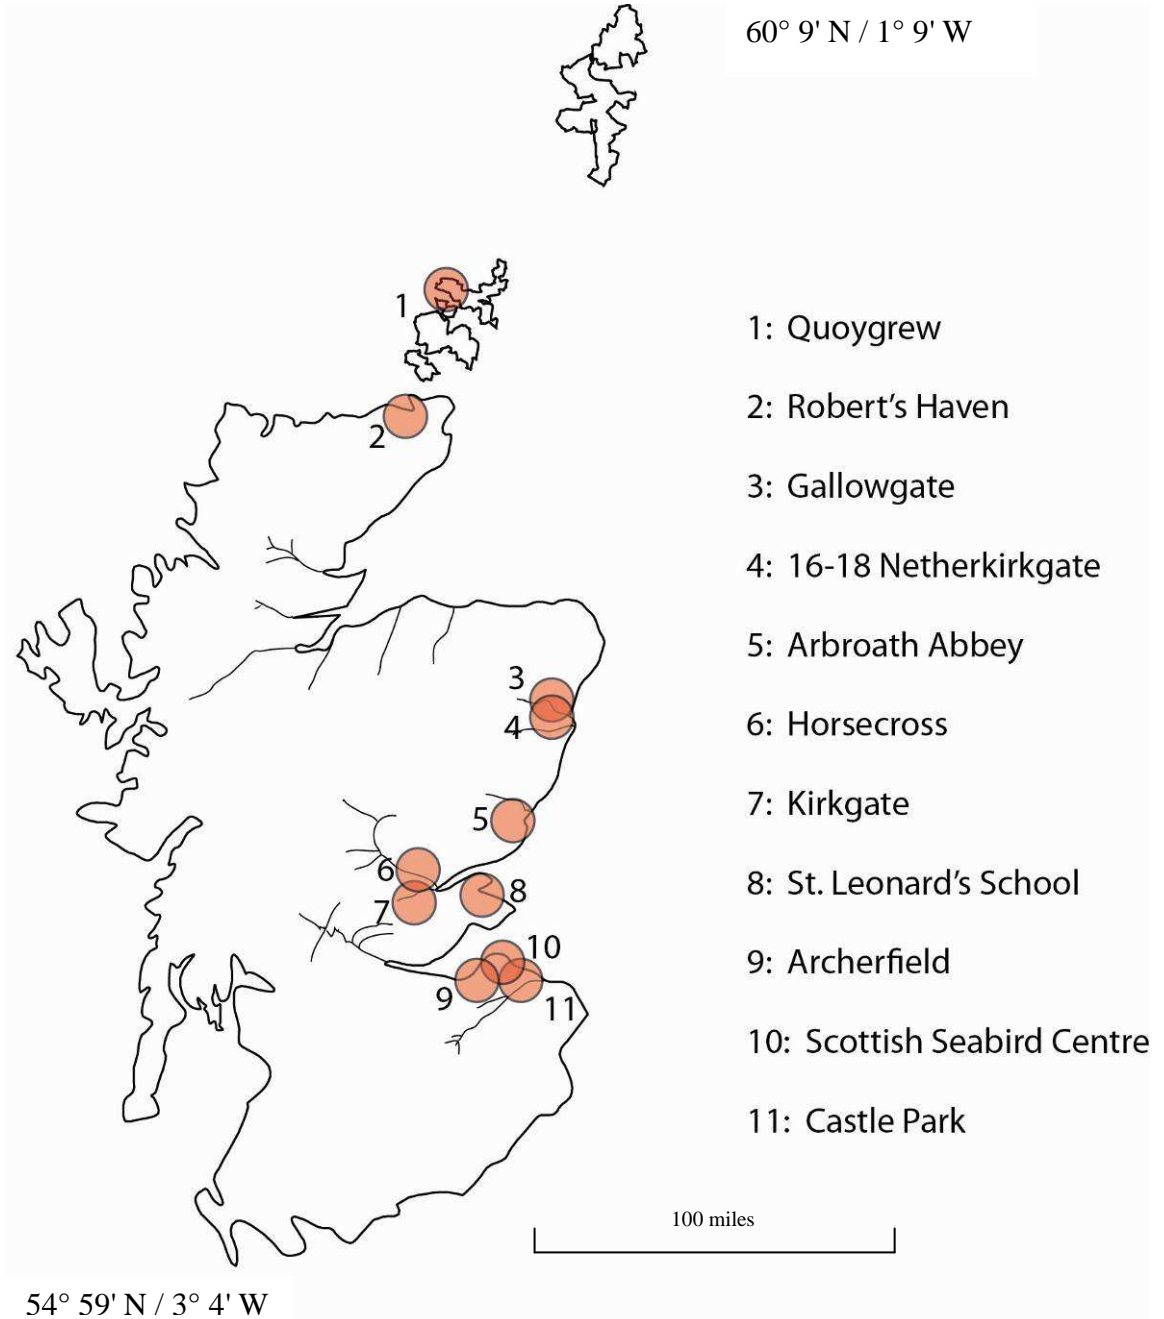 60° 9' N / 1° 9' W
1
2
3
4
5
6
7
8
9
10
11
1: Quoygrew
2: Robert's Haven
3: Gallowgate
4: 16-18 Netherkirkgate
5: Arbroath Abbey
6: Horsecross
7: Kirkgate
8: St. Leonard's School
9: Archerfield
10: Scottish Seabird Centre
11: Castle Park
100 miles
54° 59' N / 3° 4' W